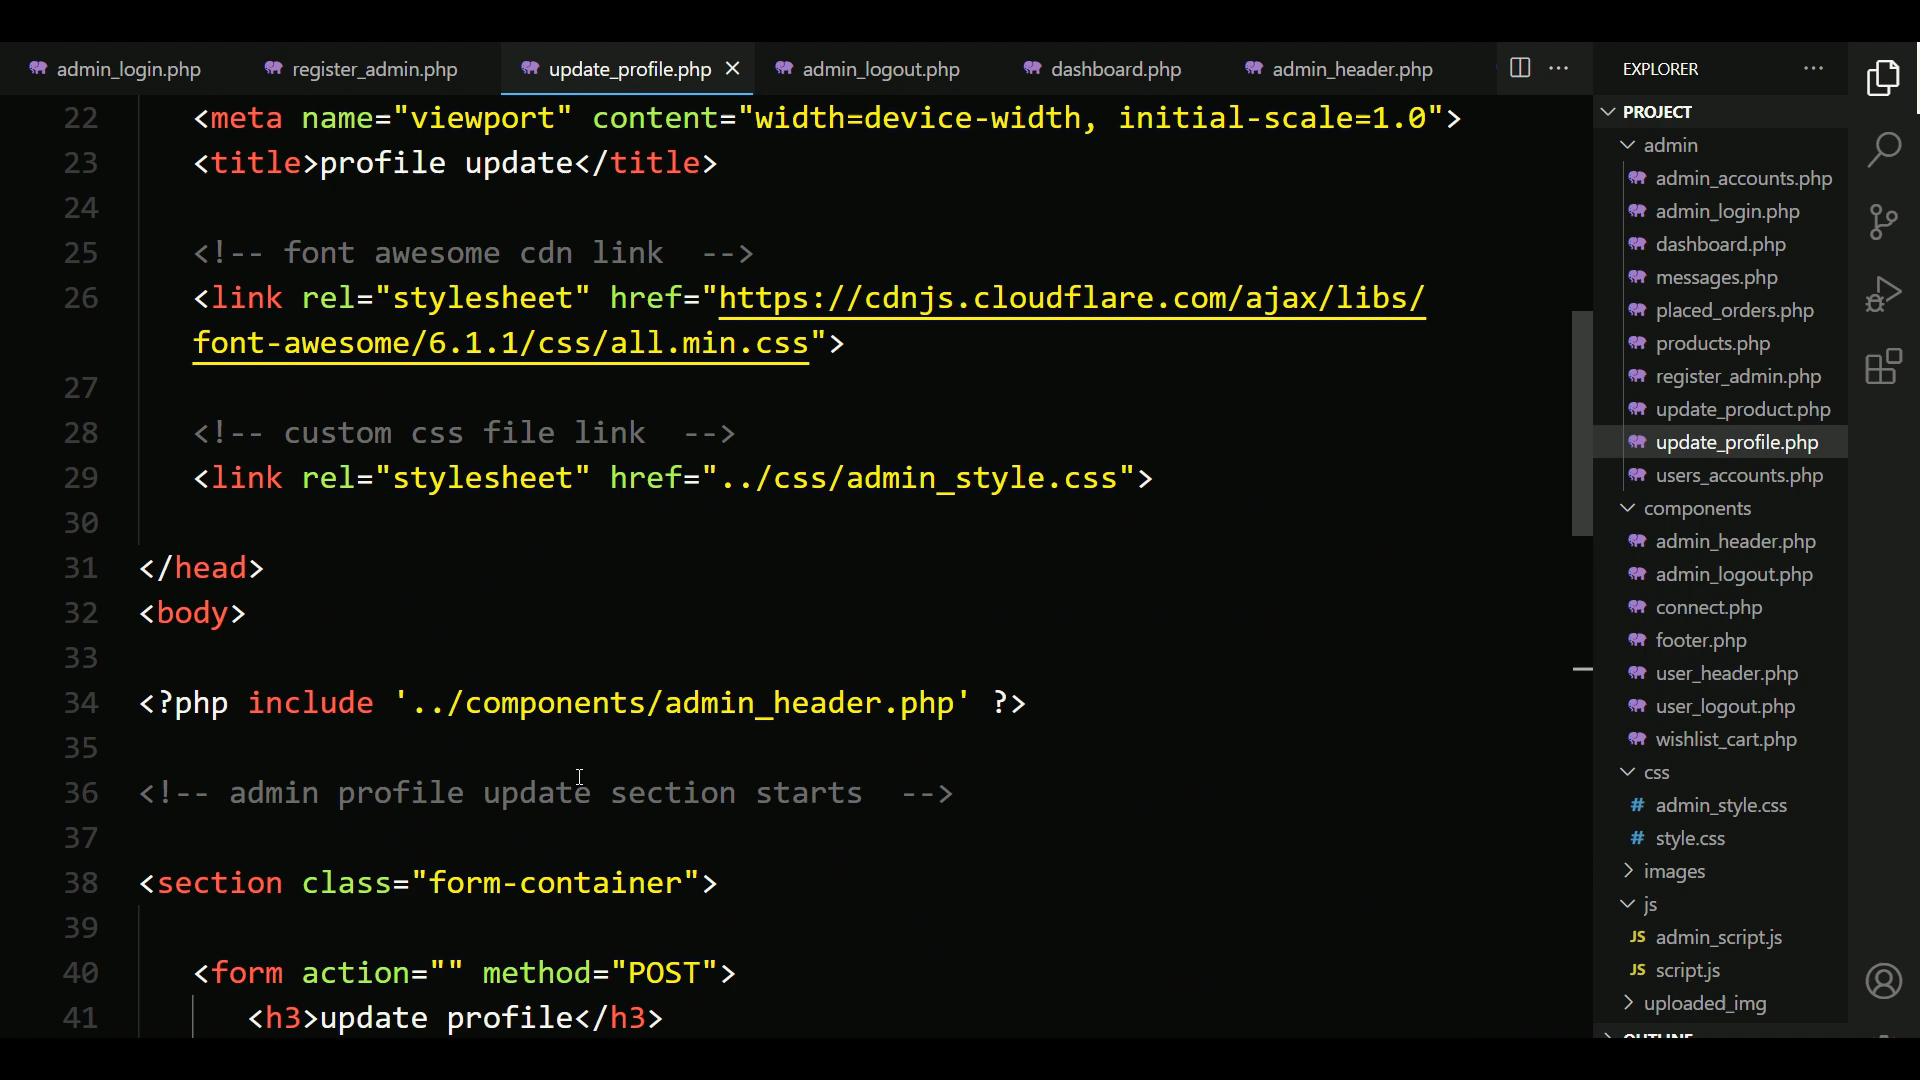 admin_login.php register_admin.php update_profile.php admin_logout.php dashboard.php admin_header.php
22 <meta name="viewport" content="width=device-width, initial-scale=1.0">
23 <title>profile update</title>
24
25 <!-- font awesome cdn link  -->
26 <link rel="stylesheet" href="https://cdnjs.cloudflare.com/ajax/libs/
font-awesome/6.1.1/css/all.min.css">
27
28 <!-- custom css file link  -->
29 <link rel="stylesheet" href="../css/admin_style.css">
30
31 </head>
32 <body>
33
34 <?php include '../components/admin_header.php' ?>
35
36 <!-- admin profile update section starts  -->
37
38 <section class="form-container">
39
40 <form action="" method="POST">
41 <h3>update profile</h3>
EXPLORER
PROJECT
admin
admin_accounts.php
admin_login.php
dashboard.php
messages.php
placed_orders.php
products.php
register_admin.php
update_product.php
update_profile.php
users_accounts.php
components
admin_header.php
admin_logout.php
connect.php
footer.php
user_header.php
user_logout.php
wishlist_cart.php
css
# admin_style.css
# style.css
images
js
JS admin_script.js
JS script.js
uploaded_img
OUTLINE